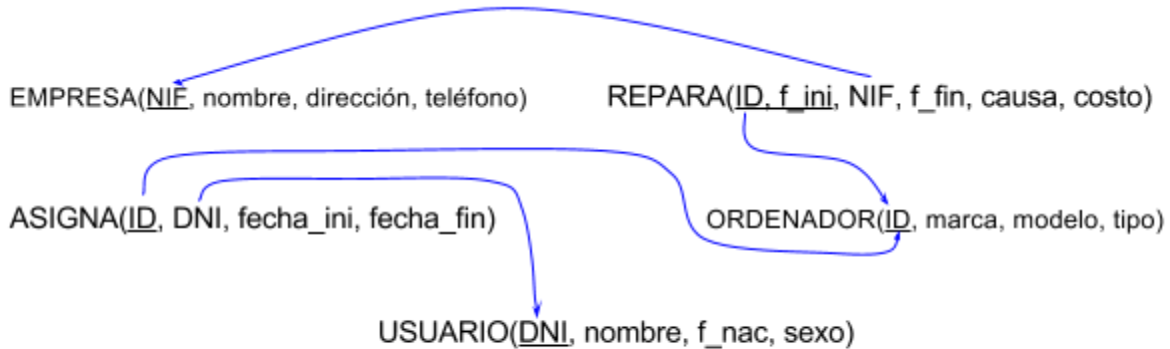 EMPRESA(NIF, nombre, dirección, teléfono)
REPARA(ID, f_ini, NIF, f_fin, causa, costo)
ASIGNA(ID, DNI, fecha_ini, fecha_fin)
ORDENADOR(ID, marca, modelo, tipo)
USUARIO(DNI, nombre, f_nac, sexo)